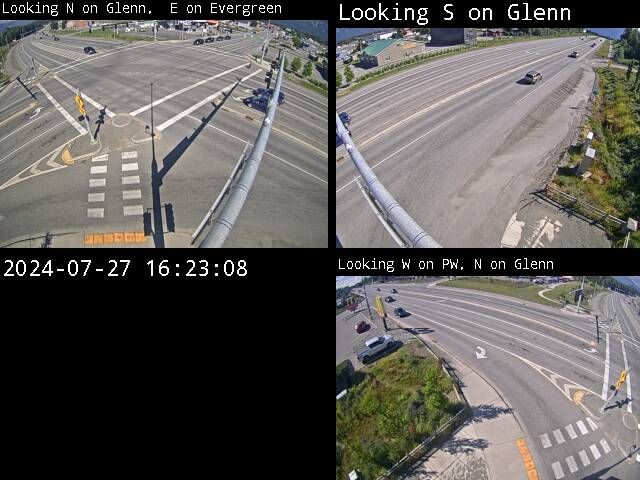 Looking N on Glenn,  E on Evergreen
Looking S on Glenn
2024-07-27 16:23:08
Looking W on PW, N on Glenn